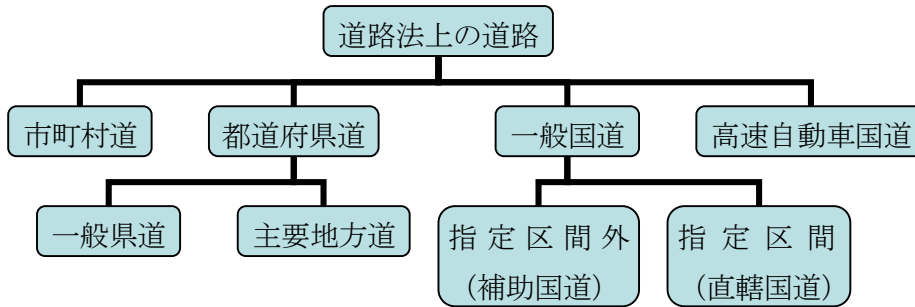 道路法上の道路
市町村道
都道府県道
一般国道
高速自動車国道
一般県道
主要地方道
指定区間外
（補助国道）
指定区間
（直轄国道）